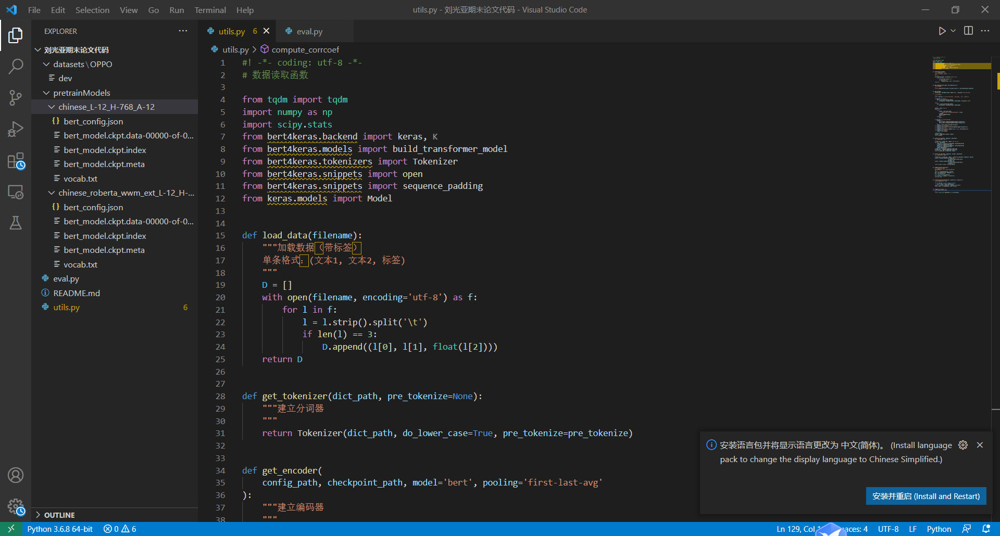 File Edit Selection View Go Run Terminal Help
utils.py - 刘光亚期末论文代码 - Visual Studio Code
EXPLORER
刘光亚期末论文代码
datasets\OPPO
dev
pretrainModels
chinese_L-12_H-768_A-12
bert_config.json
bert_model.ckpt.data-00000-of-0...
bert_model.ckpt.index
bert_model.ckpt.meta
vocab.txt
chinese_roberta_wwm_ext_L-12_H-...
bert_config.json
bert_model.ckpt.data-00000-of-0...
bert_model.ckpt.index
bert_model.ckpt.meta
vocab.txt
eval.py
README.md
utils.py 6
OUTLINE
utils.py 6 eval.py
utils.py > compute_corrcoef
1 #! -*- coding: utf-8 -*-
2 # 数据读取函数
3
4 from tqdm import tqdm
5 import numpy as np
6 import scipy.stats
7 from bert4keras.backend import keras, K
8 from bert4keras.models import build_transformer_model
9 from bert4keras.tokenizers import Tokenizer
10 from bert4keras.snippets import open
11 from bert4keras.snippets import sequence_padding
12 from keras.models import Model
13
14
15 def load_data(filename):
16     """加载数据（带标签）
17     单条格式：(文本1, 文本2, 标签)
18     """
19     D = []
20     with open(filename, encoding='utf-8') as f:
21         for l in f:
22             l = l.strip().split('\t')
23             if len(l) == 3:
24                 D.append((l[0], l[1], float(l[2])))
25     return D
26
27
28 def get_tokenizer(dict_path, pre_tokenize=None):
29     """建立分词器
30     """
31     return Tokenizer(dict_path, do_lower_case=True, pre_tokenize=pre_tokenize)
32
33
34 def get_encoder(
35     config_path, checkpoint_path, model='bert', pooling='first-last-avg'
36 ):
37     """建立编码器
38     """
安装语言包并将显示语言更改为 中文(简体)。 (Install language
pack to change the display language to Chinese Simplified.)
安装并重启 (Install and Restart)
Python 3.6.8 64-bit 0 6
Ln 129, Col aces: 4 UTF-8 LF Python